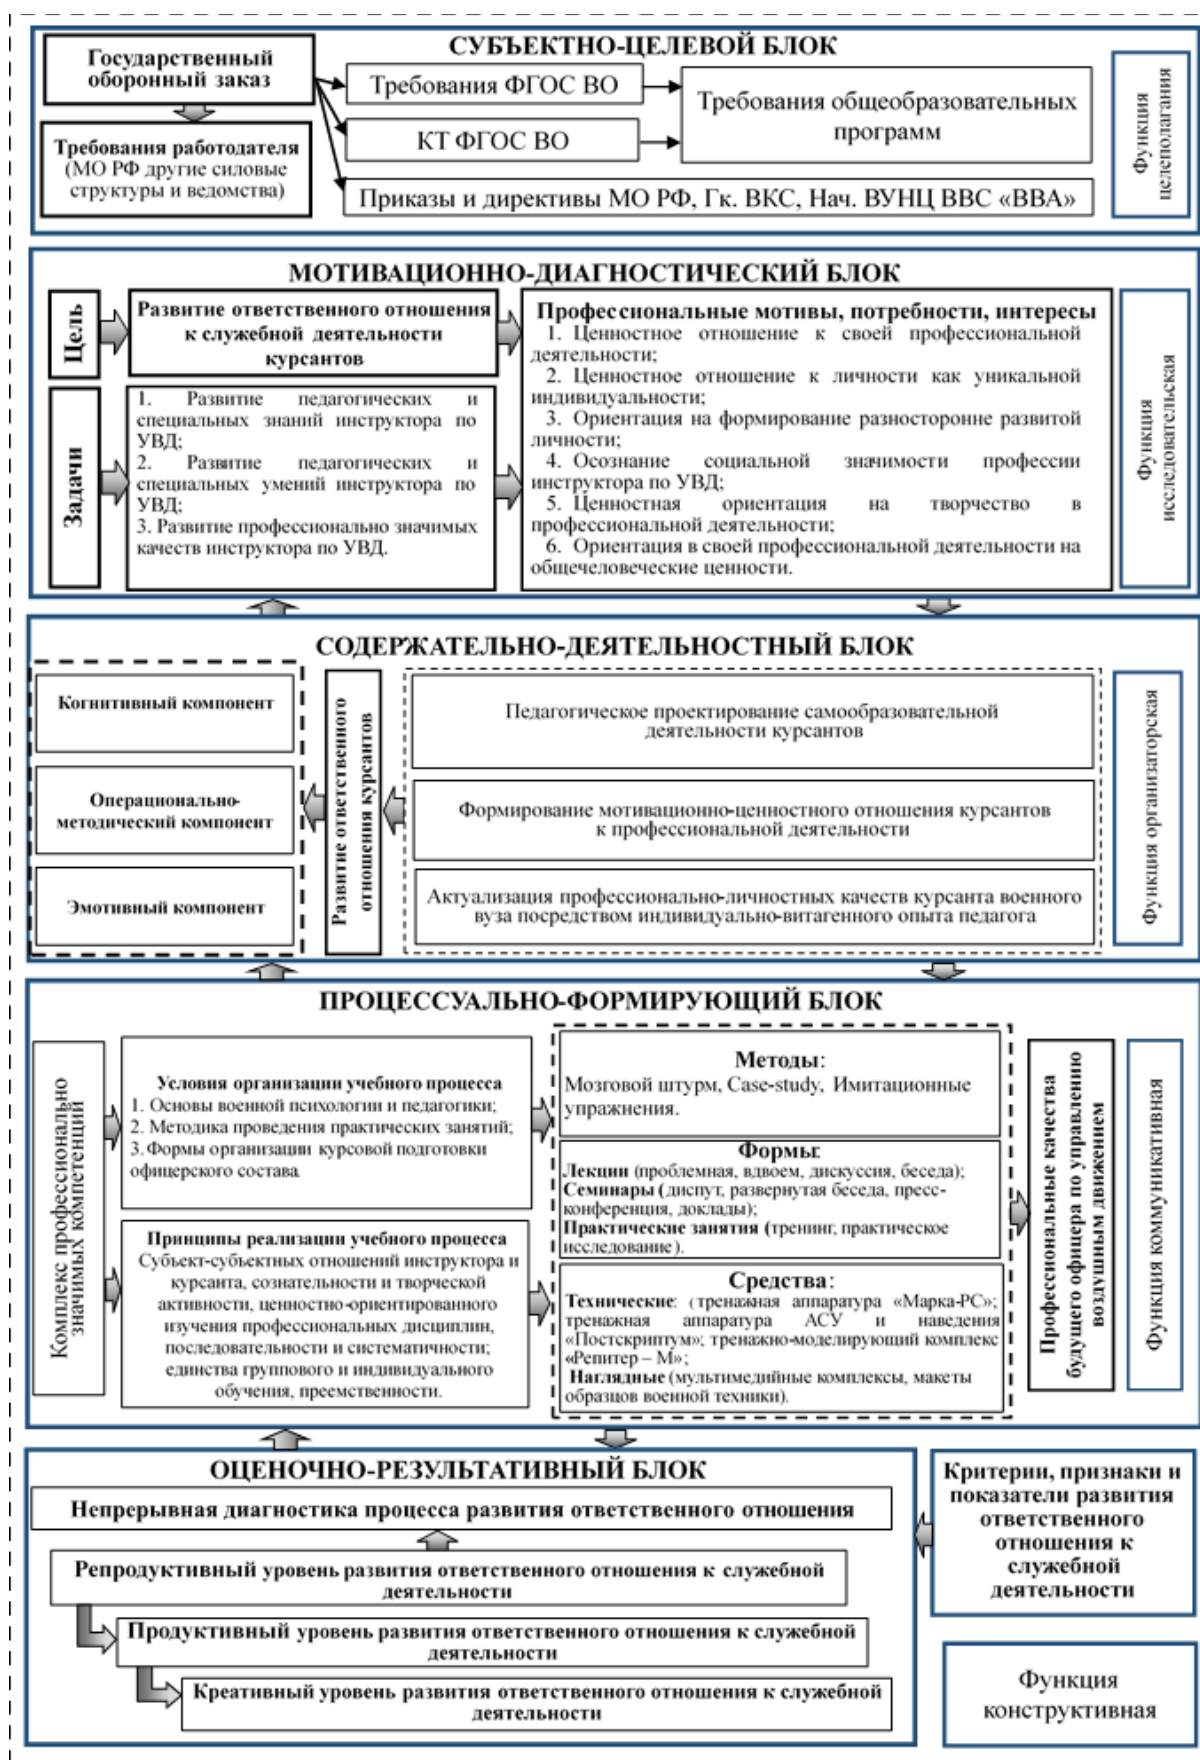 СУБЪЕКТНО-ЦЕЛЕВОЙ БЛОК
Государственный
оборонный заказ
Требования работодателя
(МО РФ другие силовые
структуры и ведомства)
Требования ФГОС ВО
КТ ФГОС ВО
Требования общеобразовательных
программ
Приказы и директивы МО РФ, Гк. ВКС, Нач. ВУНЦ ВВС «ВВА»
Функция
целеполагания
МОТИВАЦИОННО-ДИАГНОСТИЧЕСКИЙ БЛОК
Цель
Развитие ответственного отношения
к служебной деятельности
курсантов
Задачи
1. Развитие педагогических и
специальных знаний инструктора по
УВД;
2. Развитие педагогических и
специальных умений инструктора по
УВД;
3. Развитие профессионально значимых
качеств инструктора по УВД.
Профессиональные мотивы, потребности, интересы
1. Ценностное отношение к своей профессиональной
деятельности;
2. Ценностное отношение к личности как уникальной
индивидуальности;
3. Ориентация на формирование разносторонне развитой
личности;
4. Осознание социальной значимости профессии
инструктора по УВД;
5. Ценностная ориентация на творчество в
профессиональной деятельности;
6. Ориентация в своей профессиональной деятельности на
общечеловеческие ценности.
Функция
исследовательская
СОДЕРЖАТЕЛЬНО-ДЕЯТЕЛЬНОСТНЫЙ БЛОК
Когнитивный компонент
Операционально-
методический компонент
Эмотивный компонент
Развитие ответственного
отношения курсантов
Педагогическое проектирование самообразовательной
деятельности курсантов
Формирование мотивационно-ценностного отношения курсантов
к профессиональной деятельности
Актуализация профессионально-личностных качеств курсанта военного
вуза посредством индивидуально-витагенного опыта педагога
Функция организаторская
ПРОЦЕССУАЛЬНО-ФОРМИРУЮЩИЙ БЛОК
Комплекс профессионально
значимых компетенций
Условия организации учебного процесса
1. Основы военной психологии и педагогики;
2. Методика проведения практических занятий;
3. Формы организации курсовой подготовки
офицерского состава.
Принципы реализации учебного процесса
Субъект-субъектных отношений инструктора и
курсанта, сознательности и творческой
активности, ценностно-ориентированного
изучения профессиональных дисциплин,
последовательности и систематичности;
единства группового и индивидуального
обучения, преемственности.
Методы:
Мозговой штурм, Case-study, Имитационные
упражнения.
Формы:
Лекции (проблемная, вдвоем, дискуссия, беседа);
Семинары (диспут, развернутая беседа, пресс-
конференция, доклады);
Практические занятия (тренинг, практическое
исследование).
Средства:
Технические: (тренажная аппаратура «Марка-РС»;
тренажная аппаратура АСУ и наведения
«Постскриптум»; тренажно-моделирующий комплекс
«Репитер – М»;
Наглядные (мультимедийные комплексы, макеты
образцов военной техники).
Профессиональные качества
будущего офицера по управлению
воздушным движением
Функция коммуникативная
ОЦЕНОЧНО-РЕЗУЛЬТАТИВНЫЙ БЛОК
Непрерывная диагностика процесса развития ответственного отношения
Репродуктивный уровень развития ответственного отношения к служебной
деятельности
Продуктивный уровень развития ответственного отношения к служебной
деятельности
Креативный уровень развития ответственного отношения к служебной
деятельности
Критерии, признаки и
показатели развития
ответственного
отношения к
служебной
деятельности
Функция
конструктивная